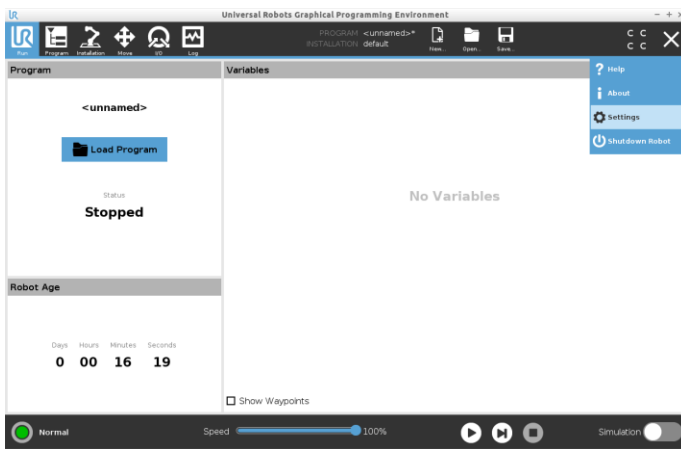 Universal Robots Graphical Programming Environment
UR
Run
Program
Installation
Move
I/O
Log
PROGRAM <unnamed>*
INSTALLATION default
New...
Open...
Save...
C C
C C
Program
Variables
? Help
i About
Settings
Shutdown Robot
<unnamed>
Load Program
Status
Stopped
No Variables
Robot Age
Days Hours Minutes Seconds
0 00 16 19
Show Waypoints
Normal
Speed
100%
Simulation